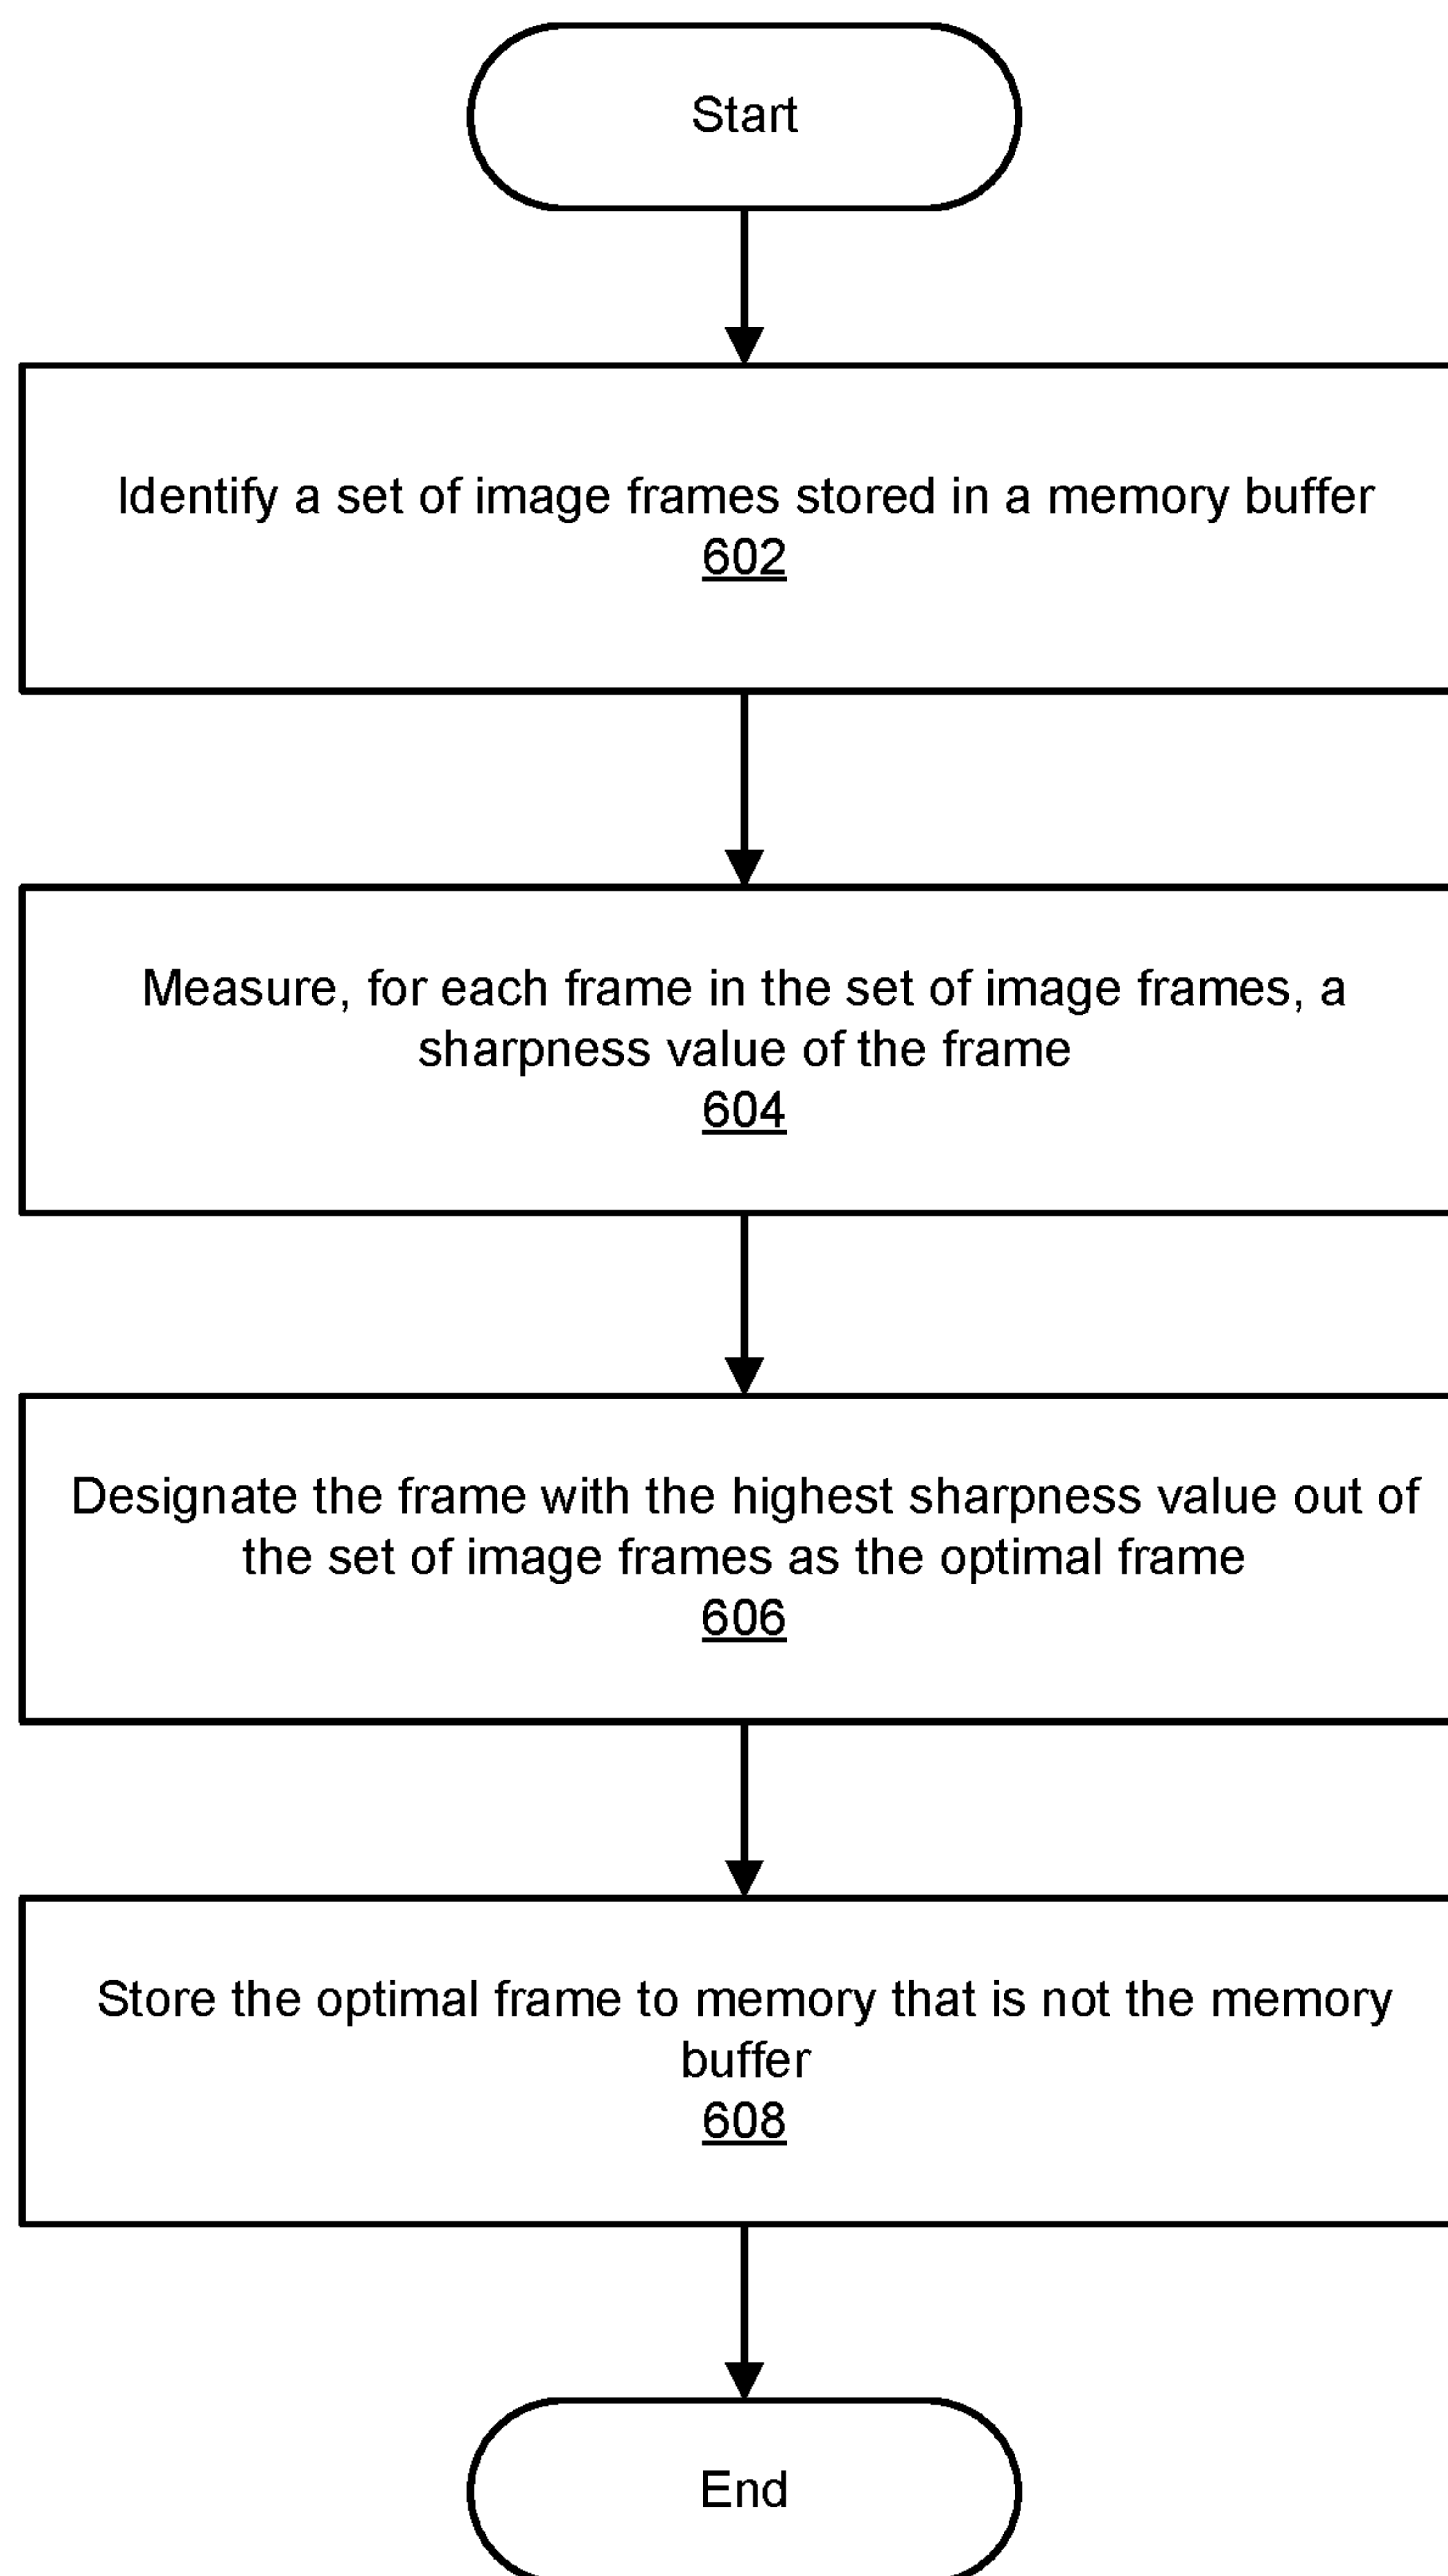 Start
Identify a set of image frames stored in a memory buffer
602
Measure, for each frame in the set of image frames, a
sharpness value of the frame
604
Designate the frame with the highest sharpness value out of
the set of image frames as the optimal frame
606
Store the optimal frame to memory that is not the memory
buffer
608
End